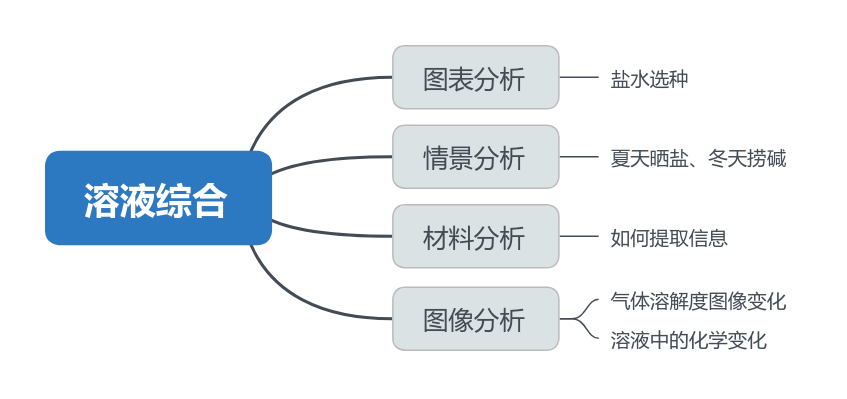 溶液综合
图表分析
盐水选种
情景分析
夏天晒盐、冬天捞碱
材料分析
如何提取信息
图像分析
气体溶解度图像变化
溶液中的化学变化